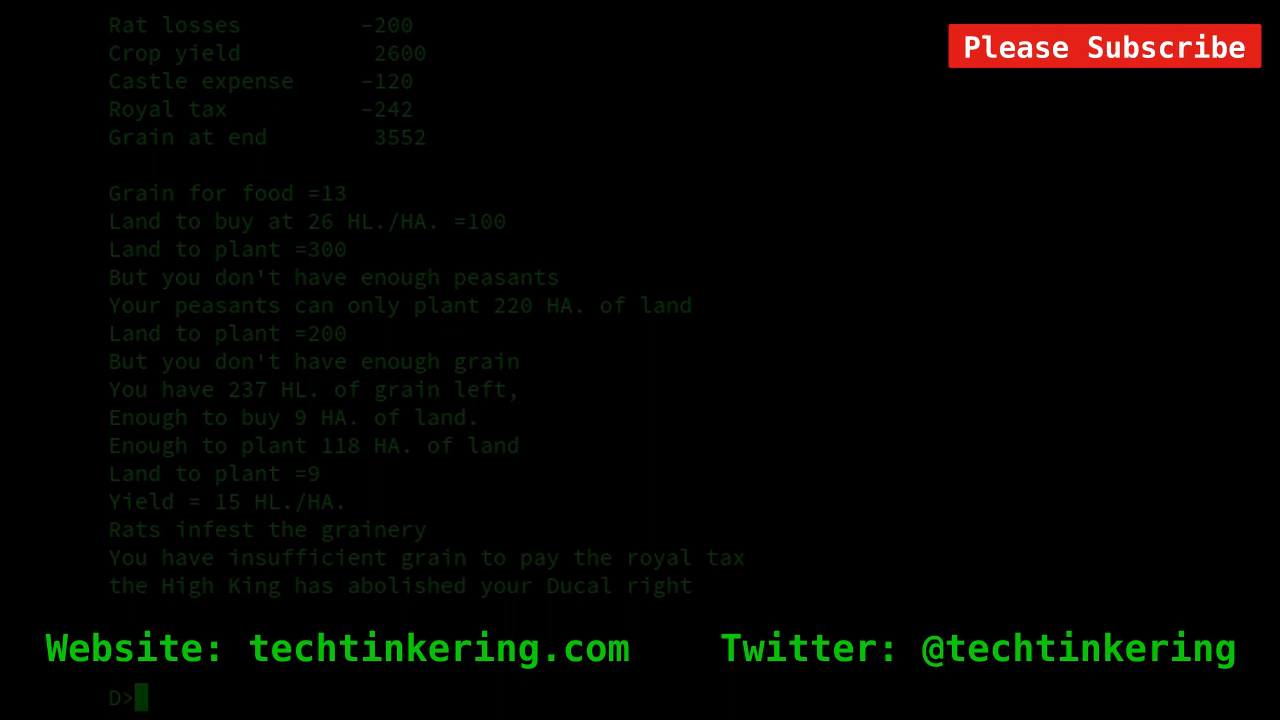 Rat losses -200
Please Subscribe
Crop yield 2600
Castle expense -120
Royal tax -242
Grain at end 3552
Grain for food =13
Land to buy at 26 HL./HA. =100
Land to plant =300
But you don't have enough peasants
Your peasants can only plant 220 HA. of land
Land to plant =200
But you don't have enough grain
You have 237 HL. of grain left,
Enough to buy 9 HA. of land.
Enough to plant 118 HA. of land
Land to plant =9
Yield = 15 HL./HA.
Rats infest the grainery
You have insufficient grain to pay the royal tax
the High King has abolished your Ducal right
Website: techtinkering.com Twitter: @techtinkering
D>